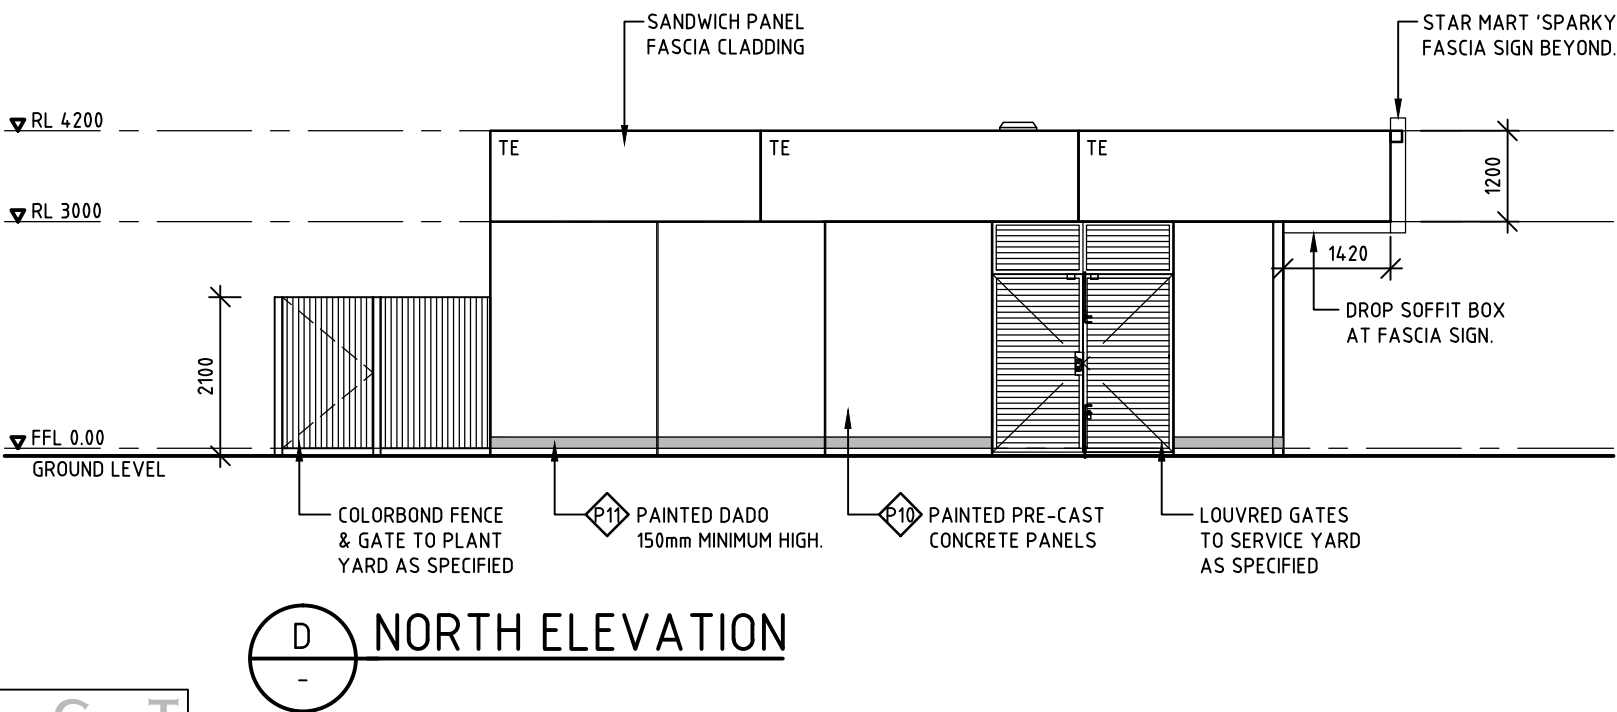 SANDWICH PANEL
FASCIA CLADDING
STAR MART 'SPARKY
FASCIA SIGN BEYOND.
RL 4200
TE
TE
TE
1200
RL 3000
1420
DROP SOFFIT BOX
AT FASCIA SIGN.
2100
FFL 0.00
GROUND LEVEL
COLORBOND FENCE
& GATE TO PLANT
YARD AS SPECIFIED
P11
PAINTED DADO
150mm MINIMUM HIGH.
P10
PAINTED PRE-CAST
CONCRETE PANELS
LOUVRED GATES
TO SERVICE YARD
AS SPECIFIED
D
-
NORTH ELEVATION